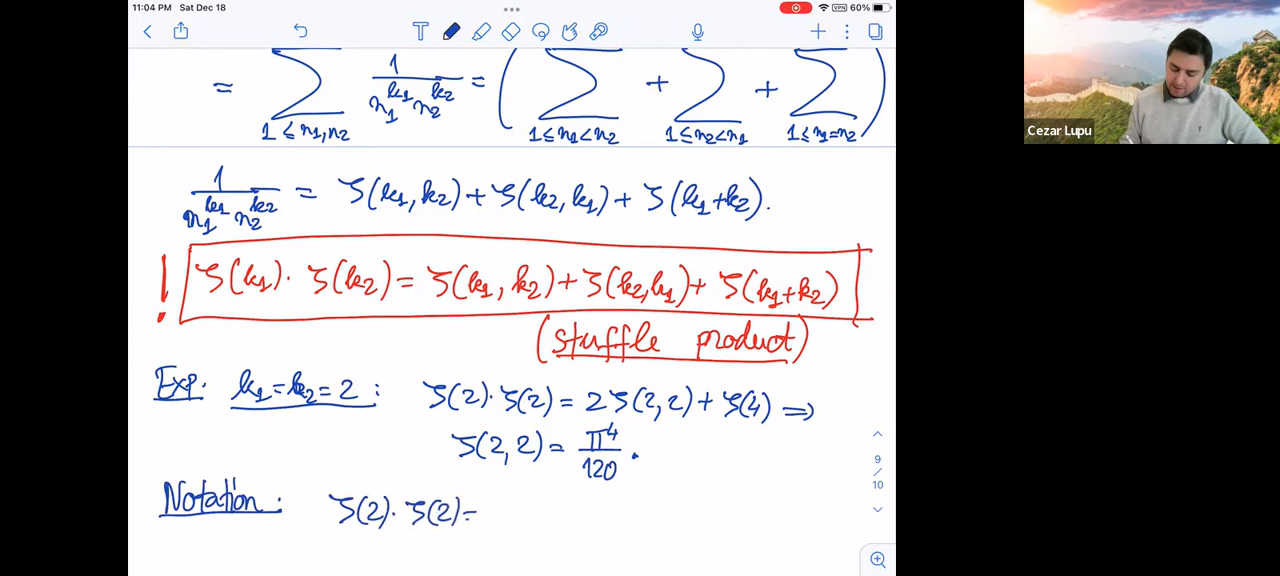 11:04 PM Sat Dec 18 VPN 60%
= ∑_{1≤n₁,n₂} 1/(n₁^{k₁} n₂^{k₂}) = ( ∑_{1≤n₁<n₂} + ∑_{1≤n₂<n₁} + ∑_{1≤n₁=n₂} )
1/(n₁^{k₁} n₂^{k₂}) = ζ(k₁,k₂)+ζ(k₂,k₁)+ζ(k₁+k₂).
! ζ(k₁)·ζ(k₂)=ζ(k₁,k₂)+ζ(k₂,k₁)+ζ(k₁+k₂)
(stuffle product)
Exp: k₁=k₂=2: ζ(2)·ζ(2)=2ζ(2,2)+ζ(4) ⇒
ζ(2,2)=π⁴/120.
Notation: ζ(2)·ζ(2)=
9
/
10
Cezar Lupu